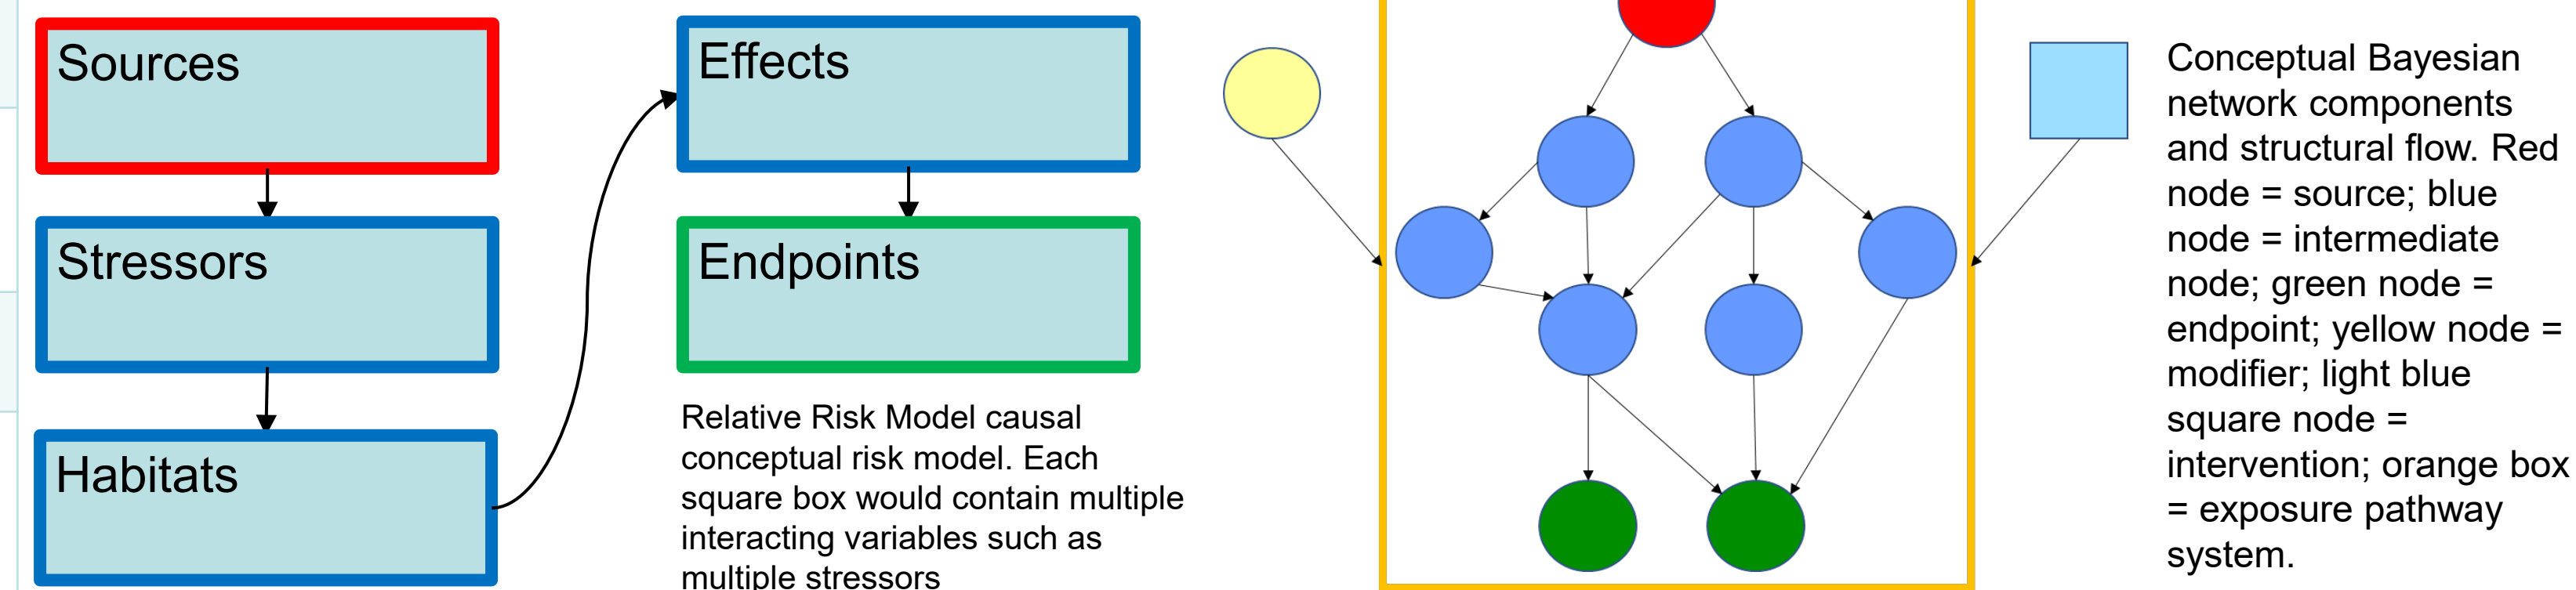 Sources
Stressors
Habitats
Effects
Endpoints
Relative Risk Model causal
conceptual risk model. Each
square box would contain multiple
interacting variables such as
multiple stressors
Conceptual Bayesian
network components
and structural flow. Red
node = source; blue
node = intermediate
node; green node =
endpoint; yellow node =
modifier; light blue
square node =
intervention; orange box
= exposure pathway
system.